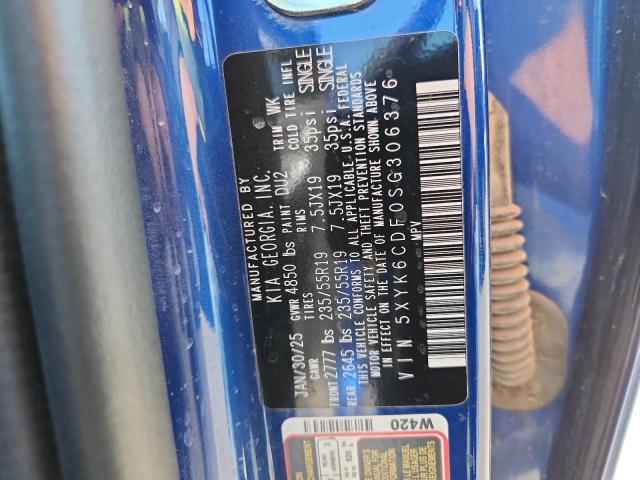 MANUFACTURED BY
KIA GEORGIA, INC.
JAN/30/25 GVWR 4850 lbs PAINT DU2 TRIM WK
GAWR TIRES RIMS COLD TIRE INFL
FRONT 2777 lbs 235/55R19 7.5JX19 35psi SINGLE
REAR 2645 lbs 235/55R19 7.5JX19 35psi SINGLE
THIS VEHICLE CONFORMS TO ALL APPLICABLE U.S.A. FEDERAL
MOTOR VEHICLE SAFETY AND THEFT PREVENTION STANDARDS
IN EFFECT ON THE DATE OF MANUFACTURE SHOWN ABOVE
VIN 5XYK6CDF0SG306376
MPV
W420